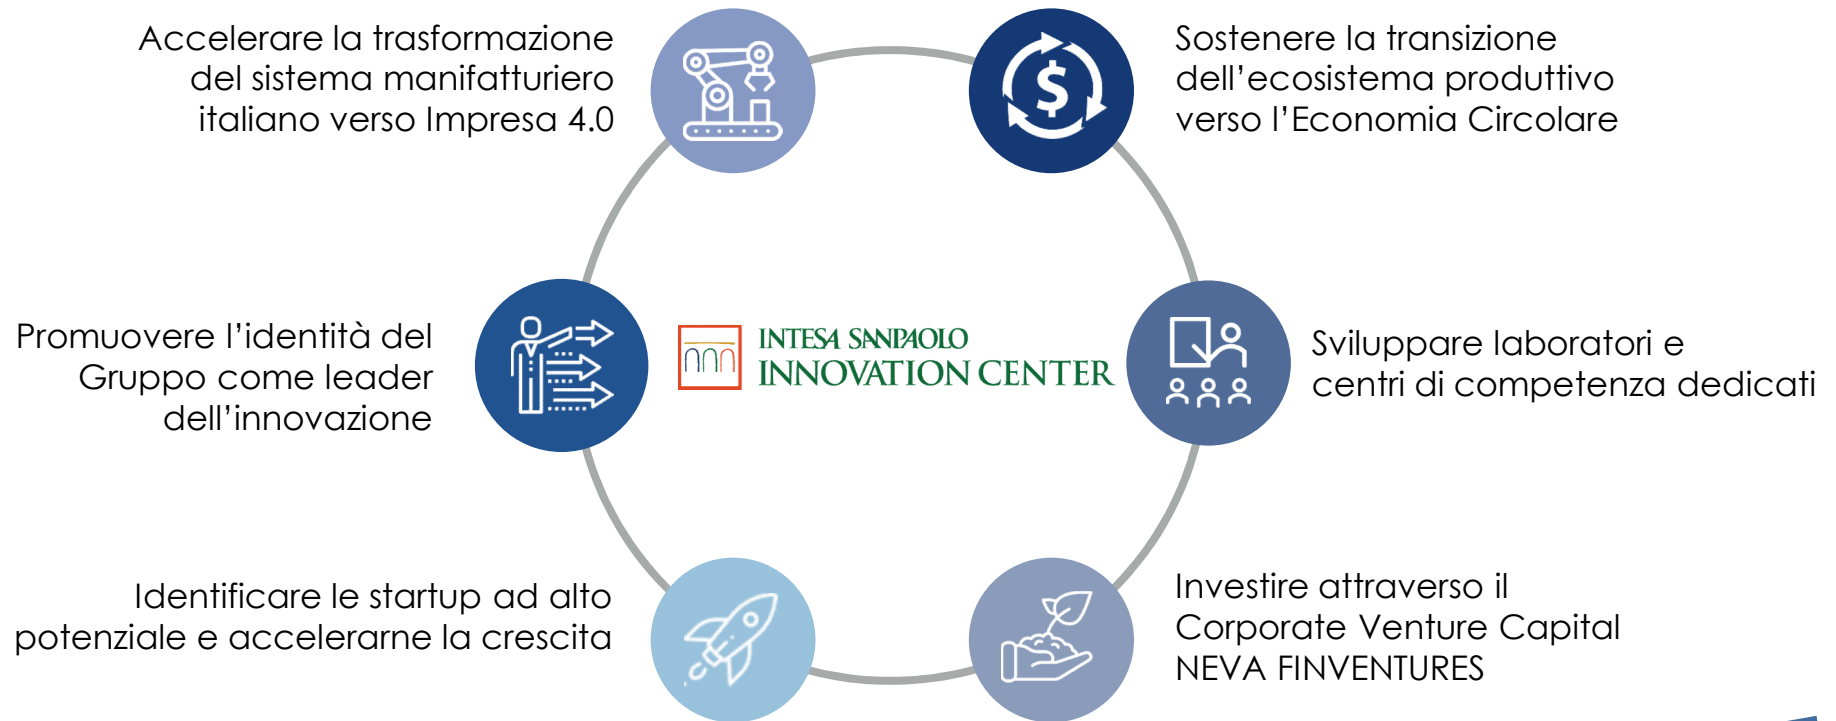 Accelerare la trasformazione
del sistema manifatturiero
italiano verso Impresa 4.0
$
Sostenere la transizione
dell’ecosistema produttivo
verso l’Economia Circolare
Promuovere l’identità del
Gruppo come leader
dell’innovazione
INTESA SANPAOLO
INNOVATION CENTER
Sviluppare laboratori e
centri di competenza dedicati
Identificare le startup ad alto
potenziale e accelerarne la crescita
Investire attraverso il
Corporate Venture Capital
NEVA FINVENTURES